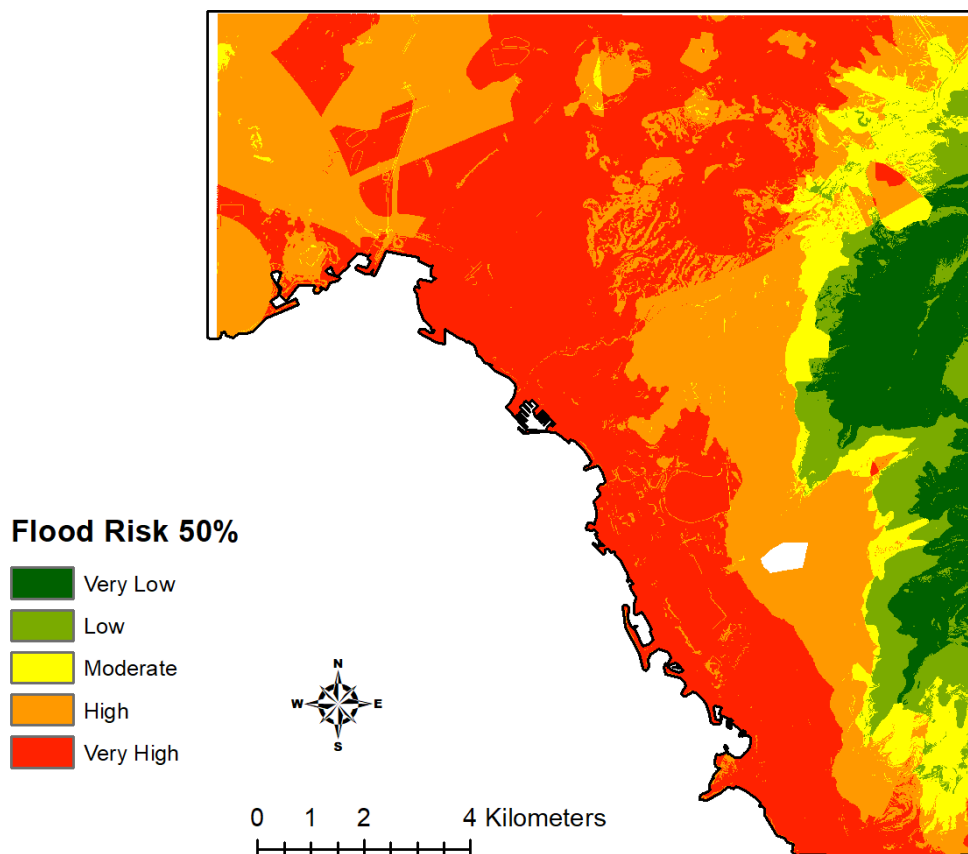 Flood Risk 50%
Very Low
Low
Moderate
High
Very High
N
W E
S
0 1 2 4 Kilometers